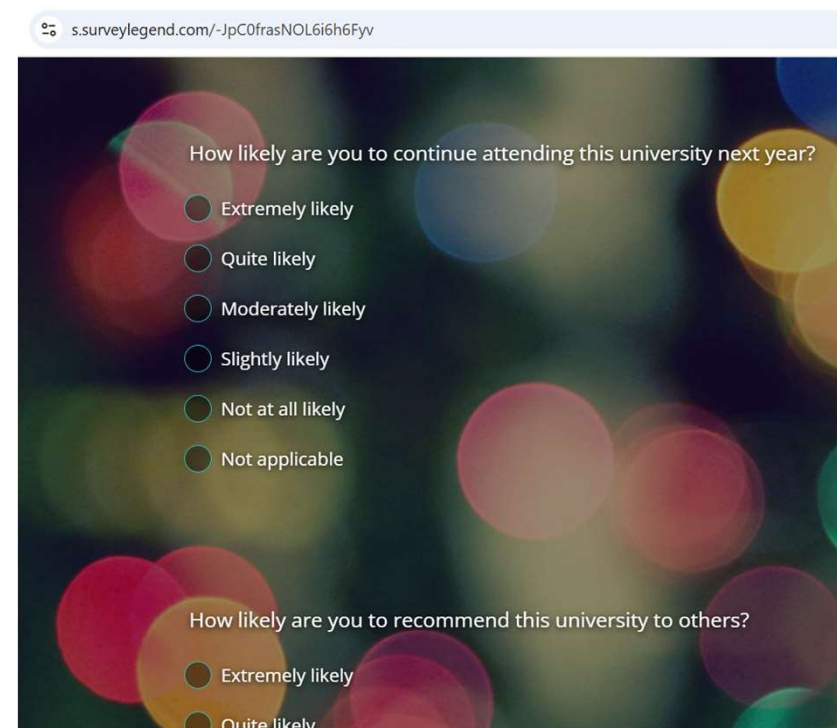 s.surveylegend.com/-JpC0frasNOL6i6h6Fyv
How likely are you to continue attending this university next year?
Extremely likely
Quite likely
Moderately likely
Slightly likely
Not at all likely
Not applicable
How likely are you to recommend this university to others?
Extremely likely
Quite likely